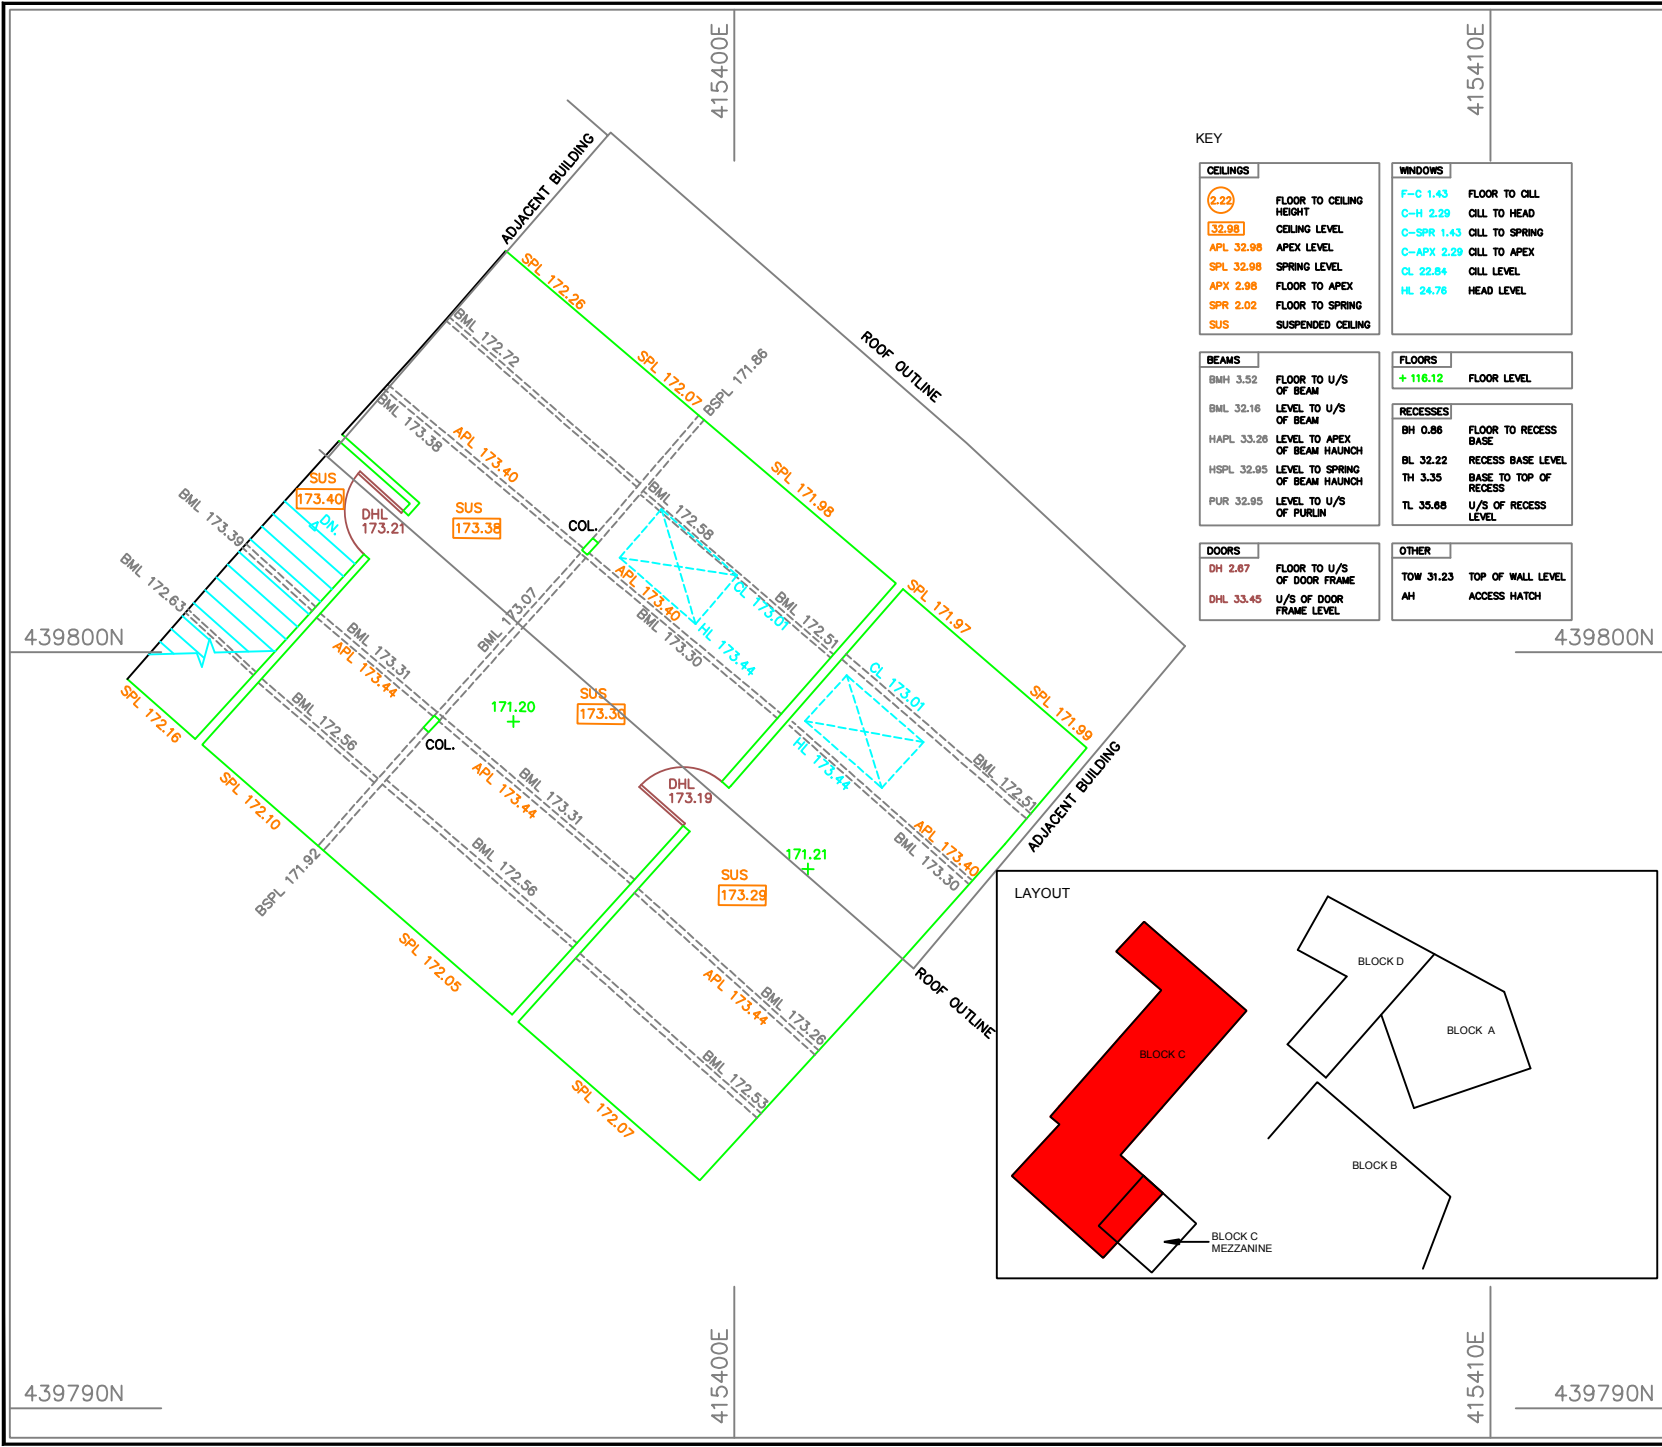 415400E
415410E
439800N
439800N
439790N
439790N
415400E
415410E
ADJACENT BUILDING
ROOF OUTLINE
SPL 172.26
SPL 172.07
BSPL 171.86
BML 172.72
BML 173.38
APL 173.40
SPL 171.98
SUS
173.40
DHL
173.21
SUS
173.38
DN.
BML 173.39
BML 172.63
COL.
BML 172.58
APL 173.40
BML 173.30
CL 173.01
HL 173.44
BML 172.51
SPL 171.97
SPL 171.99
CL 173.01
HL 173.44
BML 172.51
BML 173.07
BML 173.31
APL 173.44
SPL 172.16
BML 172.56
171.20
SUS
173.30
COL.
SPL 172.10
APL 173.44
BML 173.31
BML 172.56
BSPL 171.92
DHL
173.19
171.21
SUS
173.29
APL 173.40
BML 173.30
ADJACENT BUILDING
ROOF OUTLINE
SPL 172.05
APL 173.44
BML 173.26
BML 172.53
SPL 172.07
KEY
CEILINGS
2.22 FLOOR TO CEILING
HEIGHT
32.98 CEILING LEVEL
APL 32.98 APEX LEVEL
SPL 32.98 SPRING LEVEL
APX 2.98 FLOOR TO APEX
SPR 2.02 FLOOR TO SPRING
SUS SUSPENDED CEILING
WINDOWS
F-C 1.43 FLOOR TO CILL
C-H 2.29 CILL TO HEAD
C-SPR 1.43 CILL TO SPRING
C-APX 2.29 CILL TO APEX
CL 22.84 CILL LEVEL
HL 24.76 HEAD LEVEL
BEAMS
BMH 3.52 FLOOR TO U/S
OF BEAM
BML 32.16 LEVEL TO U/S
OF BEAM
HAPL 33.26 LEVEL TO APEX
OF BEAM HAUNCH
HSPL 32.95 LEVEL TO SPRING
OF BEAM HAUNCH
PUR 32.95 LEVEL TO U/S
OF PURLIN
FLOORS
+ 116.12 FLOOR LEVEL
RECESSES
BH 0.86 FLOOR TO RECESS
BASE
BL 32.22 RECESS BASE LEVEL
TH 3.35 BASE TO TOP OF
RECESS
TL 35.68 U/S OF RECESS
LEVEL
DOORS
DH 2.67 FLOOR TO U/S
OF DOOR FRAME
DHL 33.45 U/S OF DOOR
FRAME LEVEL
OTHER
TOW 31.23 TOP OF WALL LEVEL
AH ACCESS HATCH
LAYOUT
BLOCK D
BLOCK A
BLOCK C
BLOCK B
BLOCK C
MEZZANINE